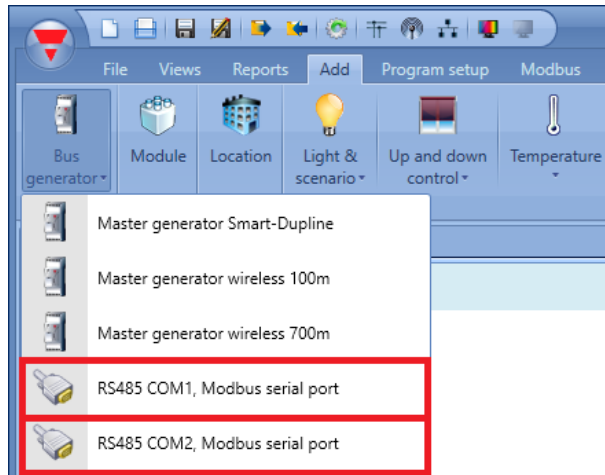 File Views Reports Add Program setup Modbus
Bus generator Module Location Light & scenario Up and down control Temperature
Master generator Smart-Dupline
Master generator wireless 100m
Master generator wireless 700m
RS485 COM1, Modbus serial port
RS485 COM2, Modbus serial port